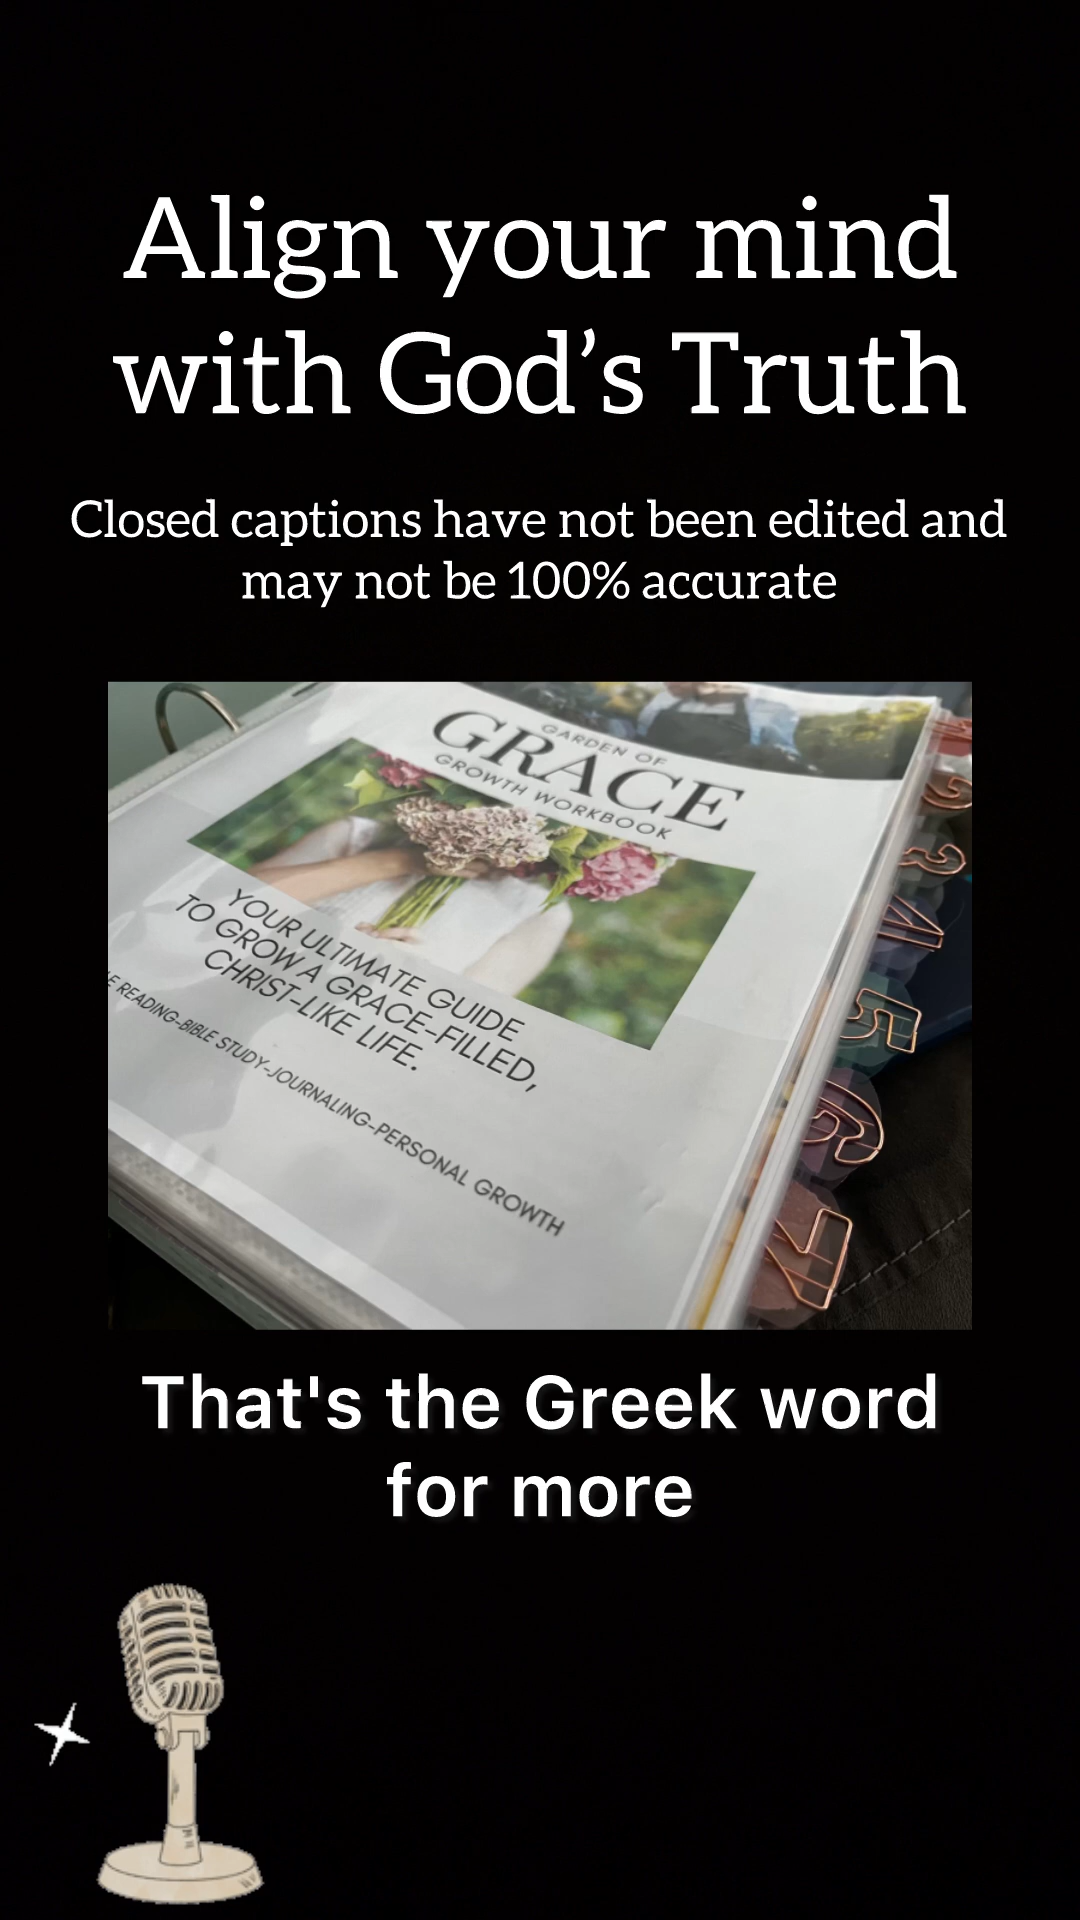 Align your mind
with God's Truth
Closed captions have not been edited and
may not be 100% accurate
GARDEN OF
GRACE
GROWTH WORKBOOK
YOUR ULTIMATE GUIDE
TO GROW A GRACE-FILLED,
CHRIST-LIKE LIFE.
READING-BIBLE STUDY-JOURNALING-PERSONAL GROWTH
2
3
4
5
6
7
That's the Greek word
for more